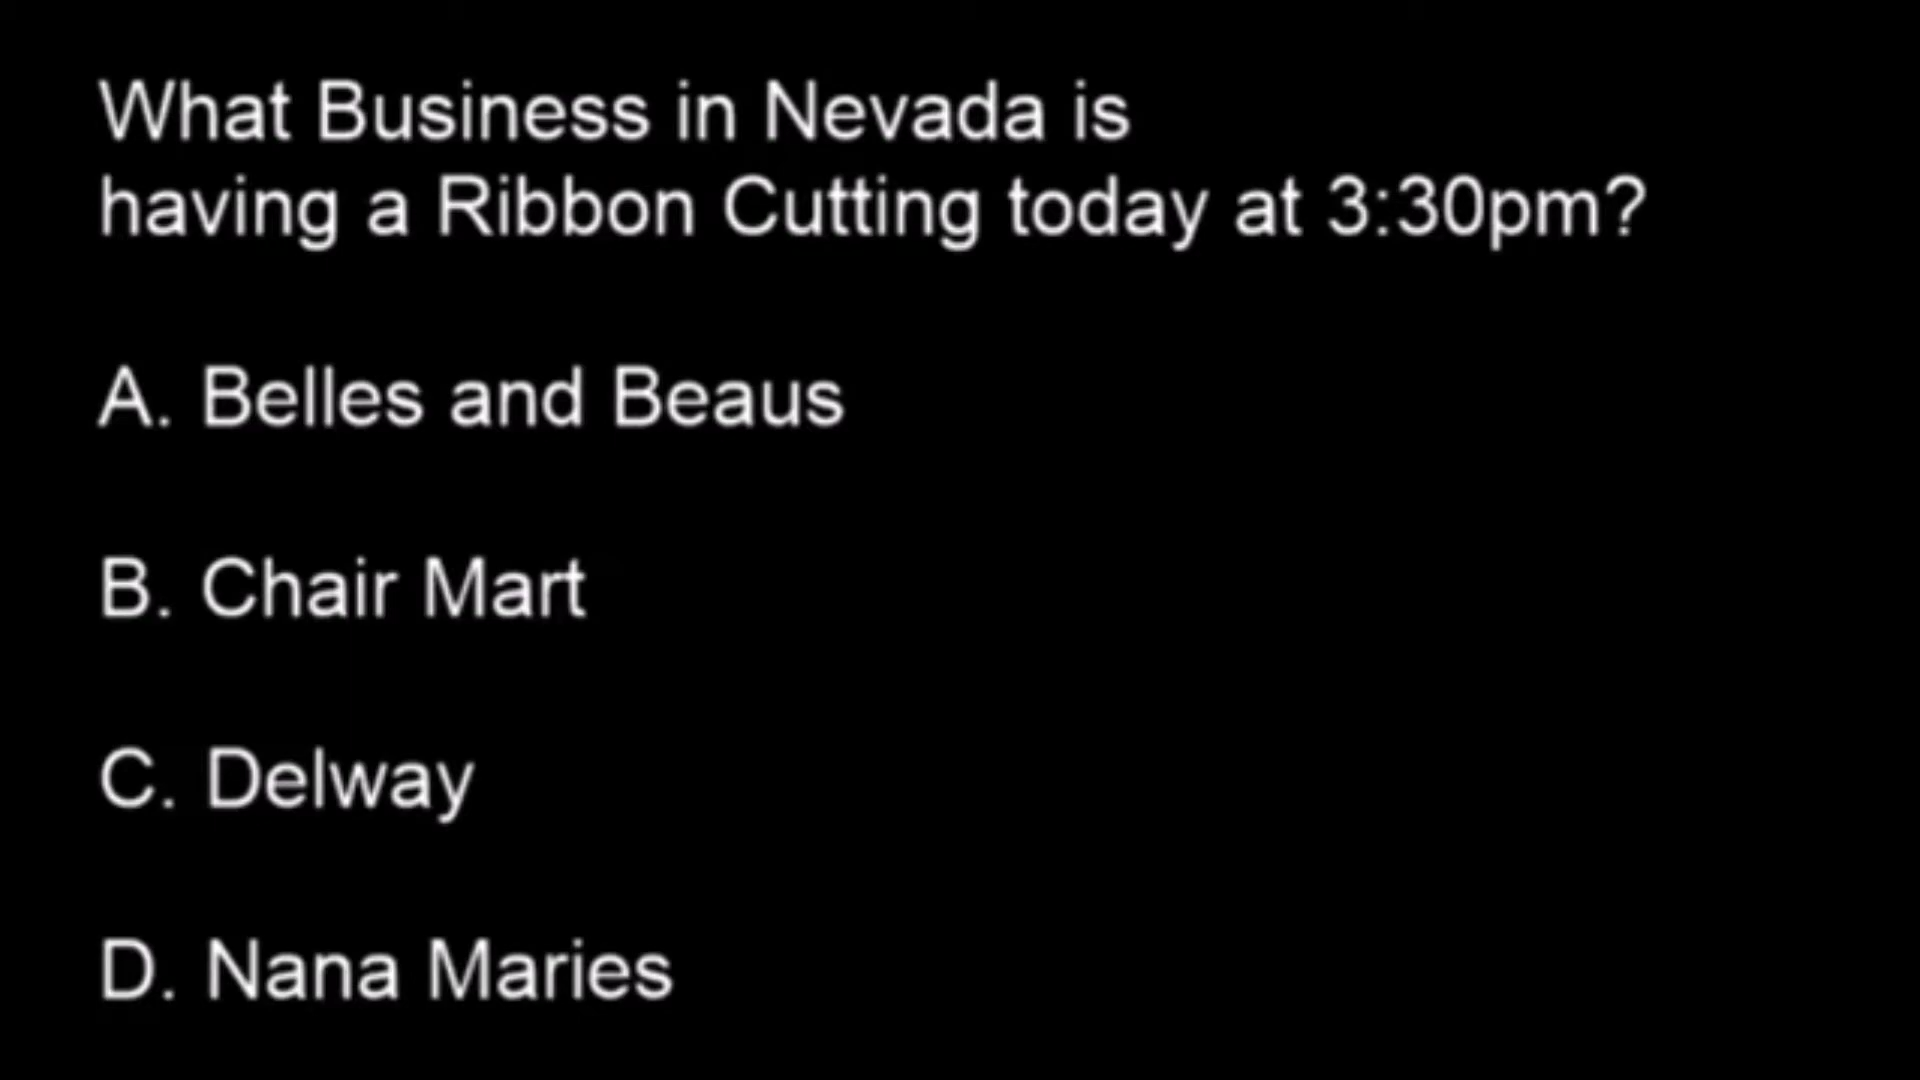 What Business in Nevada is
having a Ribbon Cutting today at 3:30pm?
A. Belles and Beaus
B. Chair Mart
C. Delway
D. Nana Maries